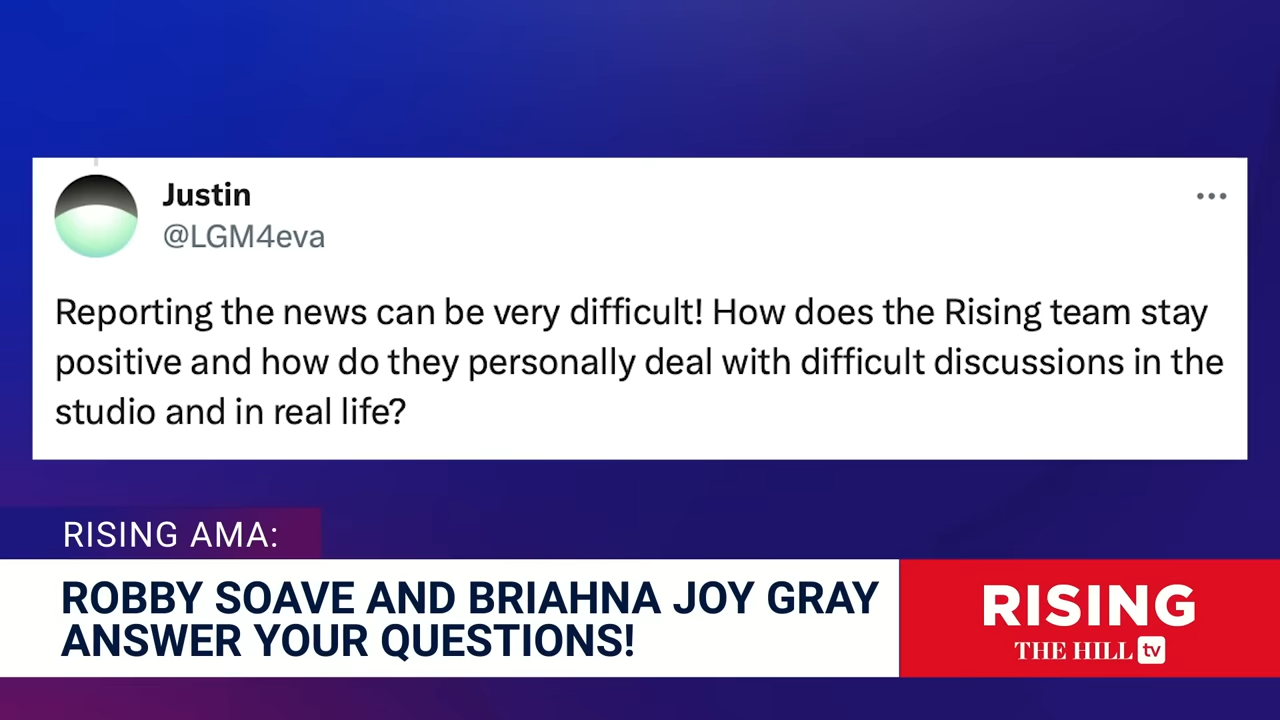 Justin
@LGM4eva
Reporting the news can be very difficult! How does the Rising team stay
positive and how do they personally deal with difficult discussions in the
studio and in real life?
RISING AMA:
ROBBY SOAVE AND BRIAHNA JOY GRAY
ANSWER YOUR QUESTIONS!
RISING
THE HILL tv